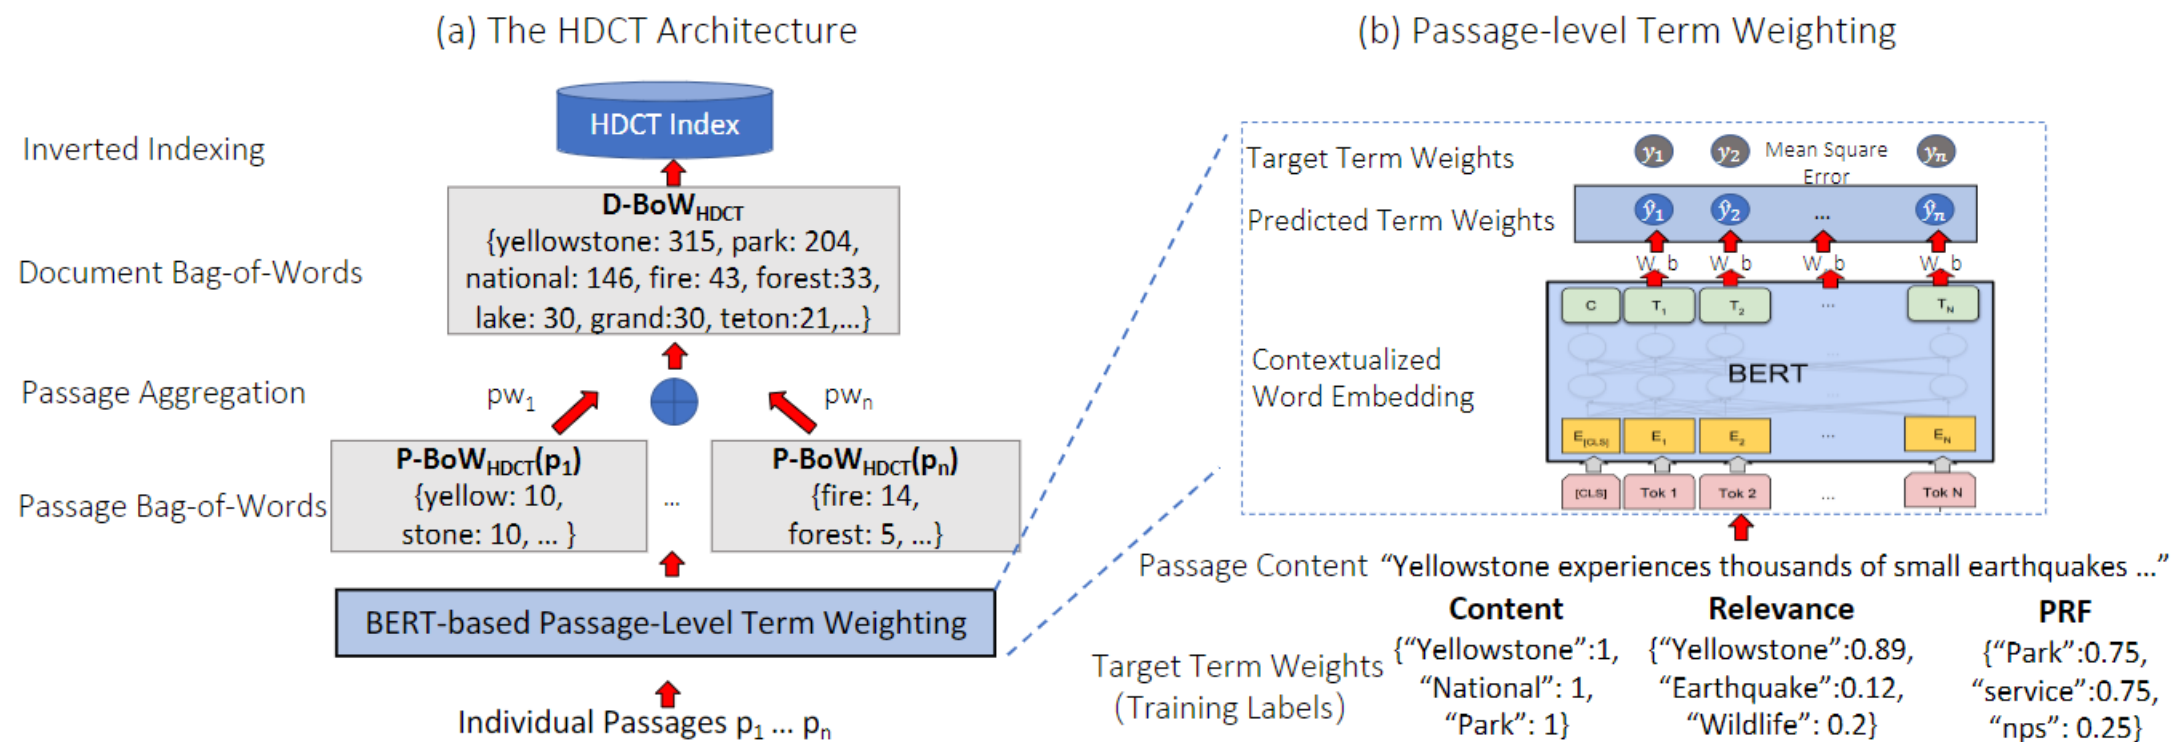 (a) The HDCT Architecture
HDCT Index
Inverted Indexing
D-BoW_HDCT
{yellowstone: 315, park: 204,
national: 146, fire: 43, forest:33,
lake: 30, grand:30, teton:21,...}
Document Bag-of-Words
Passage Aggregation
pw₁
pwₙ
P-BoW_HDCT(p₁)
{yellow: 10,
stone: 10, ... }
...
P-BoW_HDCT(pₙ)
{fire: 14,
forest: 5, ...}
Passage Bag-of-Words
BERT-based Passage-Level Term Weighting
Individual Passages p₁ ... pₙ
(b) Passage-level Term Weighting
Target Term Weights
y₁ y₂ Mean Square Error yₙ
Predicted Term Weights
ŷ₁ ŷ₂ ... ŷₙ
W, b W, b W, b W, b
C T₁ T₂ ... T_N
Contextualized
Word Embedding
BERT
E_[CLS] E₁ E₂ ... E_N
[CLS] Tok 1 Tok 2 ... Tok N
Passage Content “Yellowstone experiences thousands of small earthquakes ...”
Target Term Weights
(Training Labels)
Content
{“Yellowstone”:1,
“National”: 1,
“Park”: 1}
Relevance
{“Yellowstone”:0.89,
“Earthquake”:0.12,
“Wildlife”: 0.2}
PRF
{“Park”:0.75,
“service”:0.75,
“nps”: 0.25}